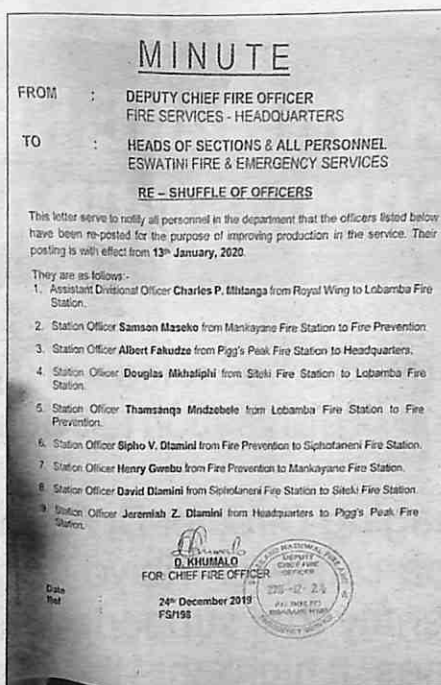 MINUTE
FROM : DEPUTY CHIEF FIRE OFFICER
FIRE SERVICES - HEADQUARTERS
TO : HEADS OF SECTIONS & ALL PERSONNEL
ESWATINI FIRE & EMERGENCY SERVICES
RE – SHUFFLE OF OFFICERS
This letter serve to notify all personnel in the department that the officers listed below
have been re-posted for the purpose of improving production in the service. Their
posting is with effect from 13th January, 2020.
They are as follows:-
1. Assistant Divisional Officer Charles P. Mhlanga from Royal Wing to Lobamba Fire
Station.
2. Station Officer Samson Maseko from Mankayane Fire Station to Fire Prevention
3. Station Officer Albert Fakudze from Pigg's Peak Fire Station to Headquarters.
4. Station Officer Douglas Mkhaliphi from Siteki Fire Station to Lobamba Fire
Station.
5. Station Officer Thamsanqa Mndzebele from Lobamba Fire Station to Fire
Prevention.
6. Station Officer Sipho V. Dlamini from Fire Prevention to Siphofaneni Fire Station.
7. Station Officer Henry Gwebu from Fire Prevention to Mankayane Fire Station.
8. Station Officer David Dlamini from Siphofaneni Fire Station to Siteki Fire Station.
9. Station Officer Jeremiah Z. Dlamini from Headquarters to Pigg's Peak Fire
Station.
D. KHUMALO
FOR: CHIEF FIRE OFFICER
DEPUTY
CHIEF FIRE
OFFICER
Date 24th December 2019
Ref FS/198